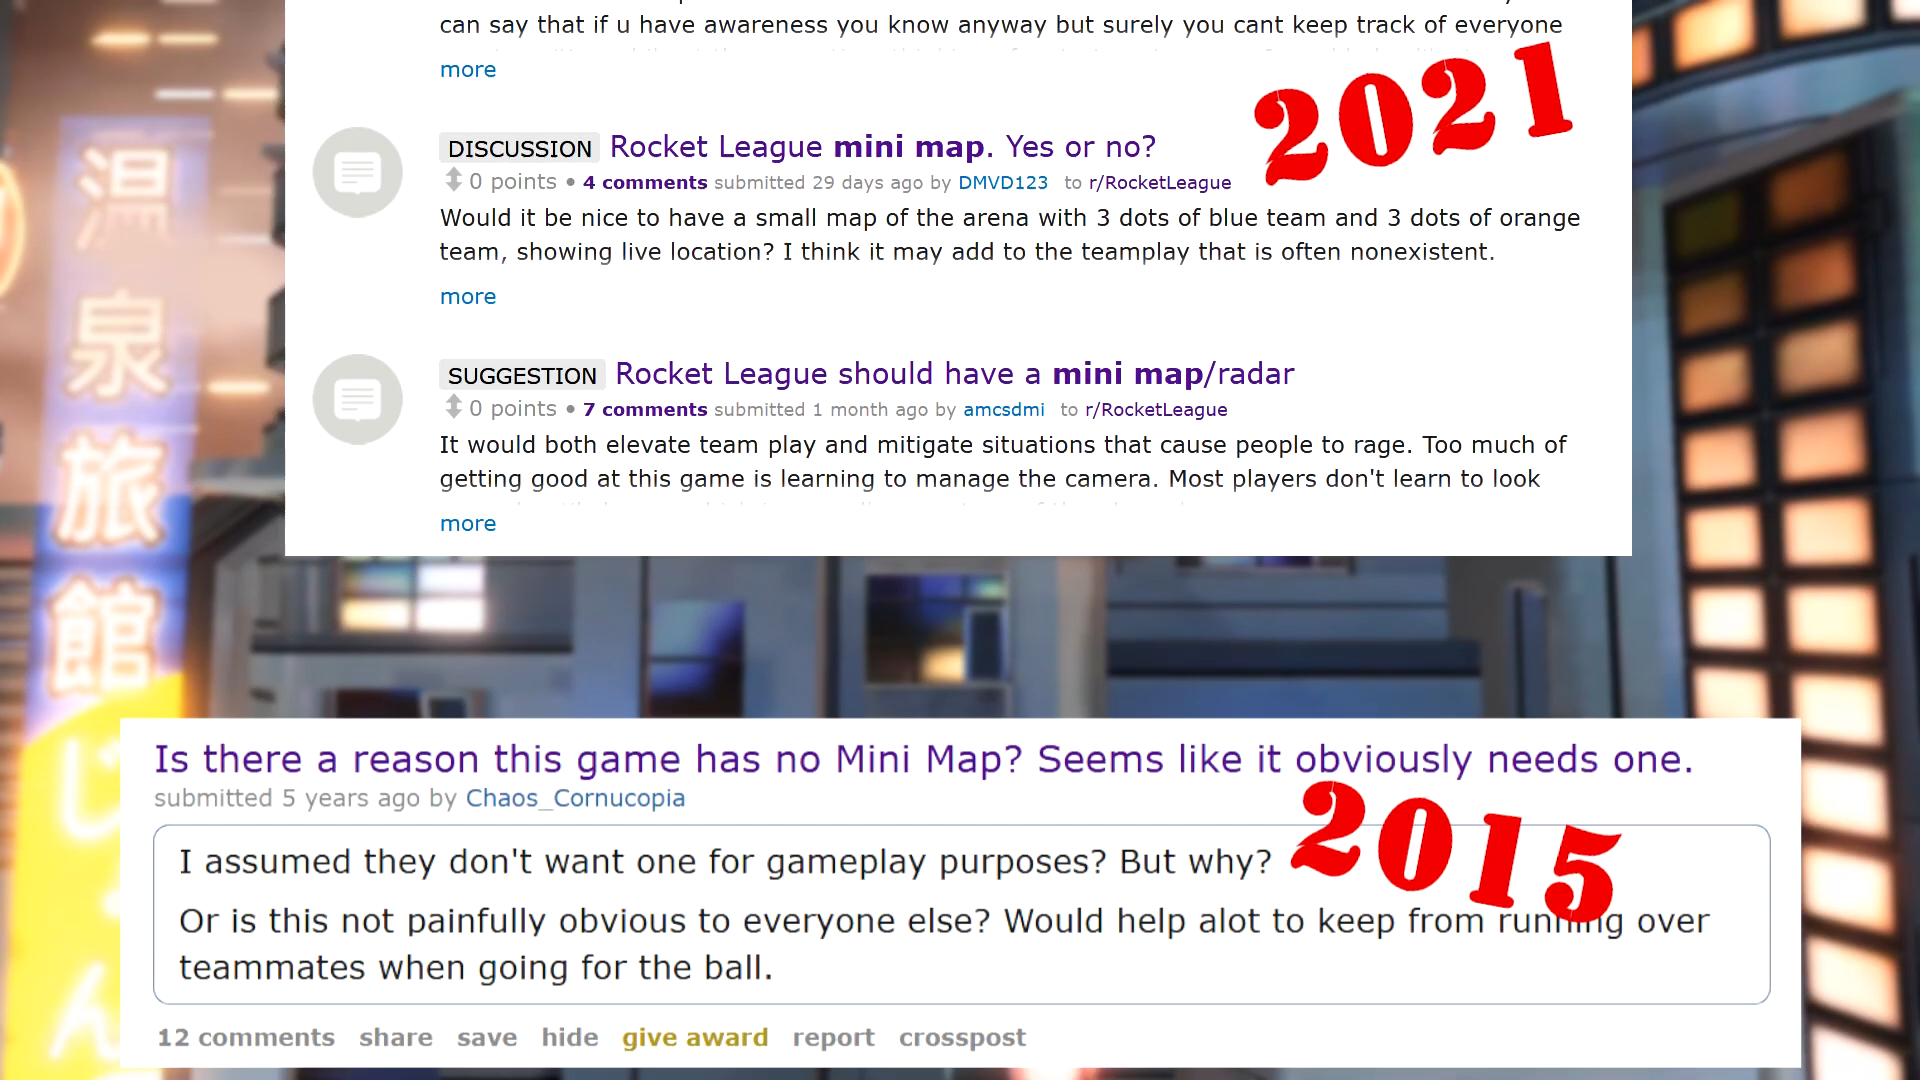 can say that if u have awareness you know anyway but surely you cant keep track of everyone
more
2021
DISCUSSION Rocket League mini map. Yes or no?
0 points • 4 comments submitted 29 days ago by DMVD123 to r/RocketLeague
Would it be nice to have a small map of the arena with 3 dots of blue team and 3 dots of orange
team, showing live location? I think it may add to the teamplay that is often nonexistent.
more
SUGGESTION Rocket League should have a mini map/radar
0 points • 7 comments submitted 1 month ago by amcsdmi to r/RocketLeague
It would both elevate team play and mitigate situations that cause people to rage. Too much of
getting good at this game is learning to manage the camera. Most players don't learn to look
more
温
泉
旅
館
じ
ん
Is there a reason this game has no Mini Map? Seems like it obviously needs one.
submitted 5 years ago by Chaos_Cornucopia
2015
I assumed they don't want one for gameplay purposes? But why?
Or is this not painfully obvious to everyone else? Would help alot to keep from running over
teammates when going for the ball.
12 comments share save hide give award report crosspost